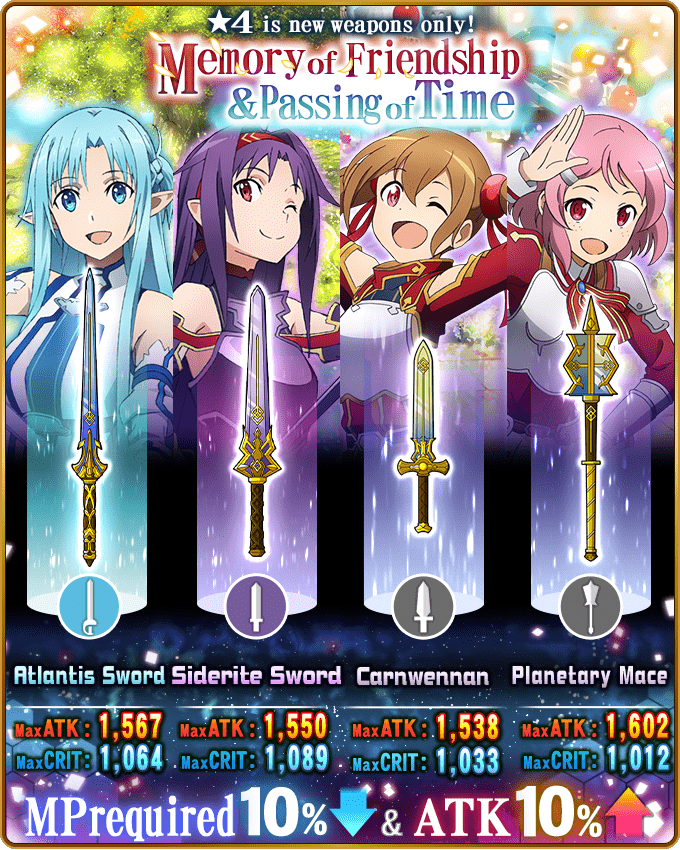 ★4 is new weapons only!
Memory of Friendship
&Passing of Time
Atlantis Sword Siderite Sword Carnwennan Planetary Mace
MaxATK: 1,567 MaxATK: 1,550 MaxATK: 1,538 MaxATK: 1,602
MaxCRIT: 1,064 MaxCRIT: 1,089 MaxCRIT: 1,033 MaxCRIT: 1,012
MPrequired 10% & ATK 10%